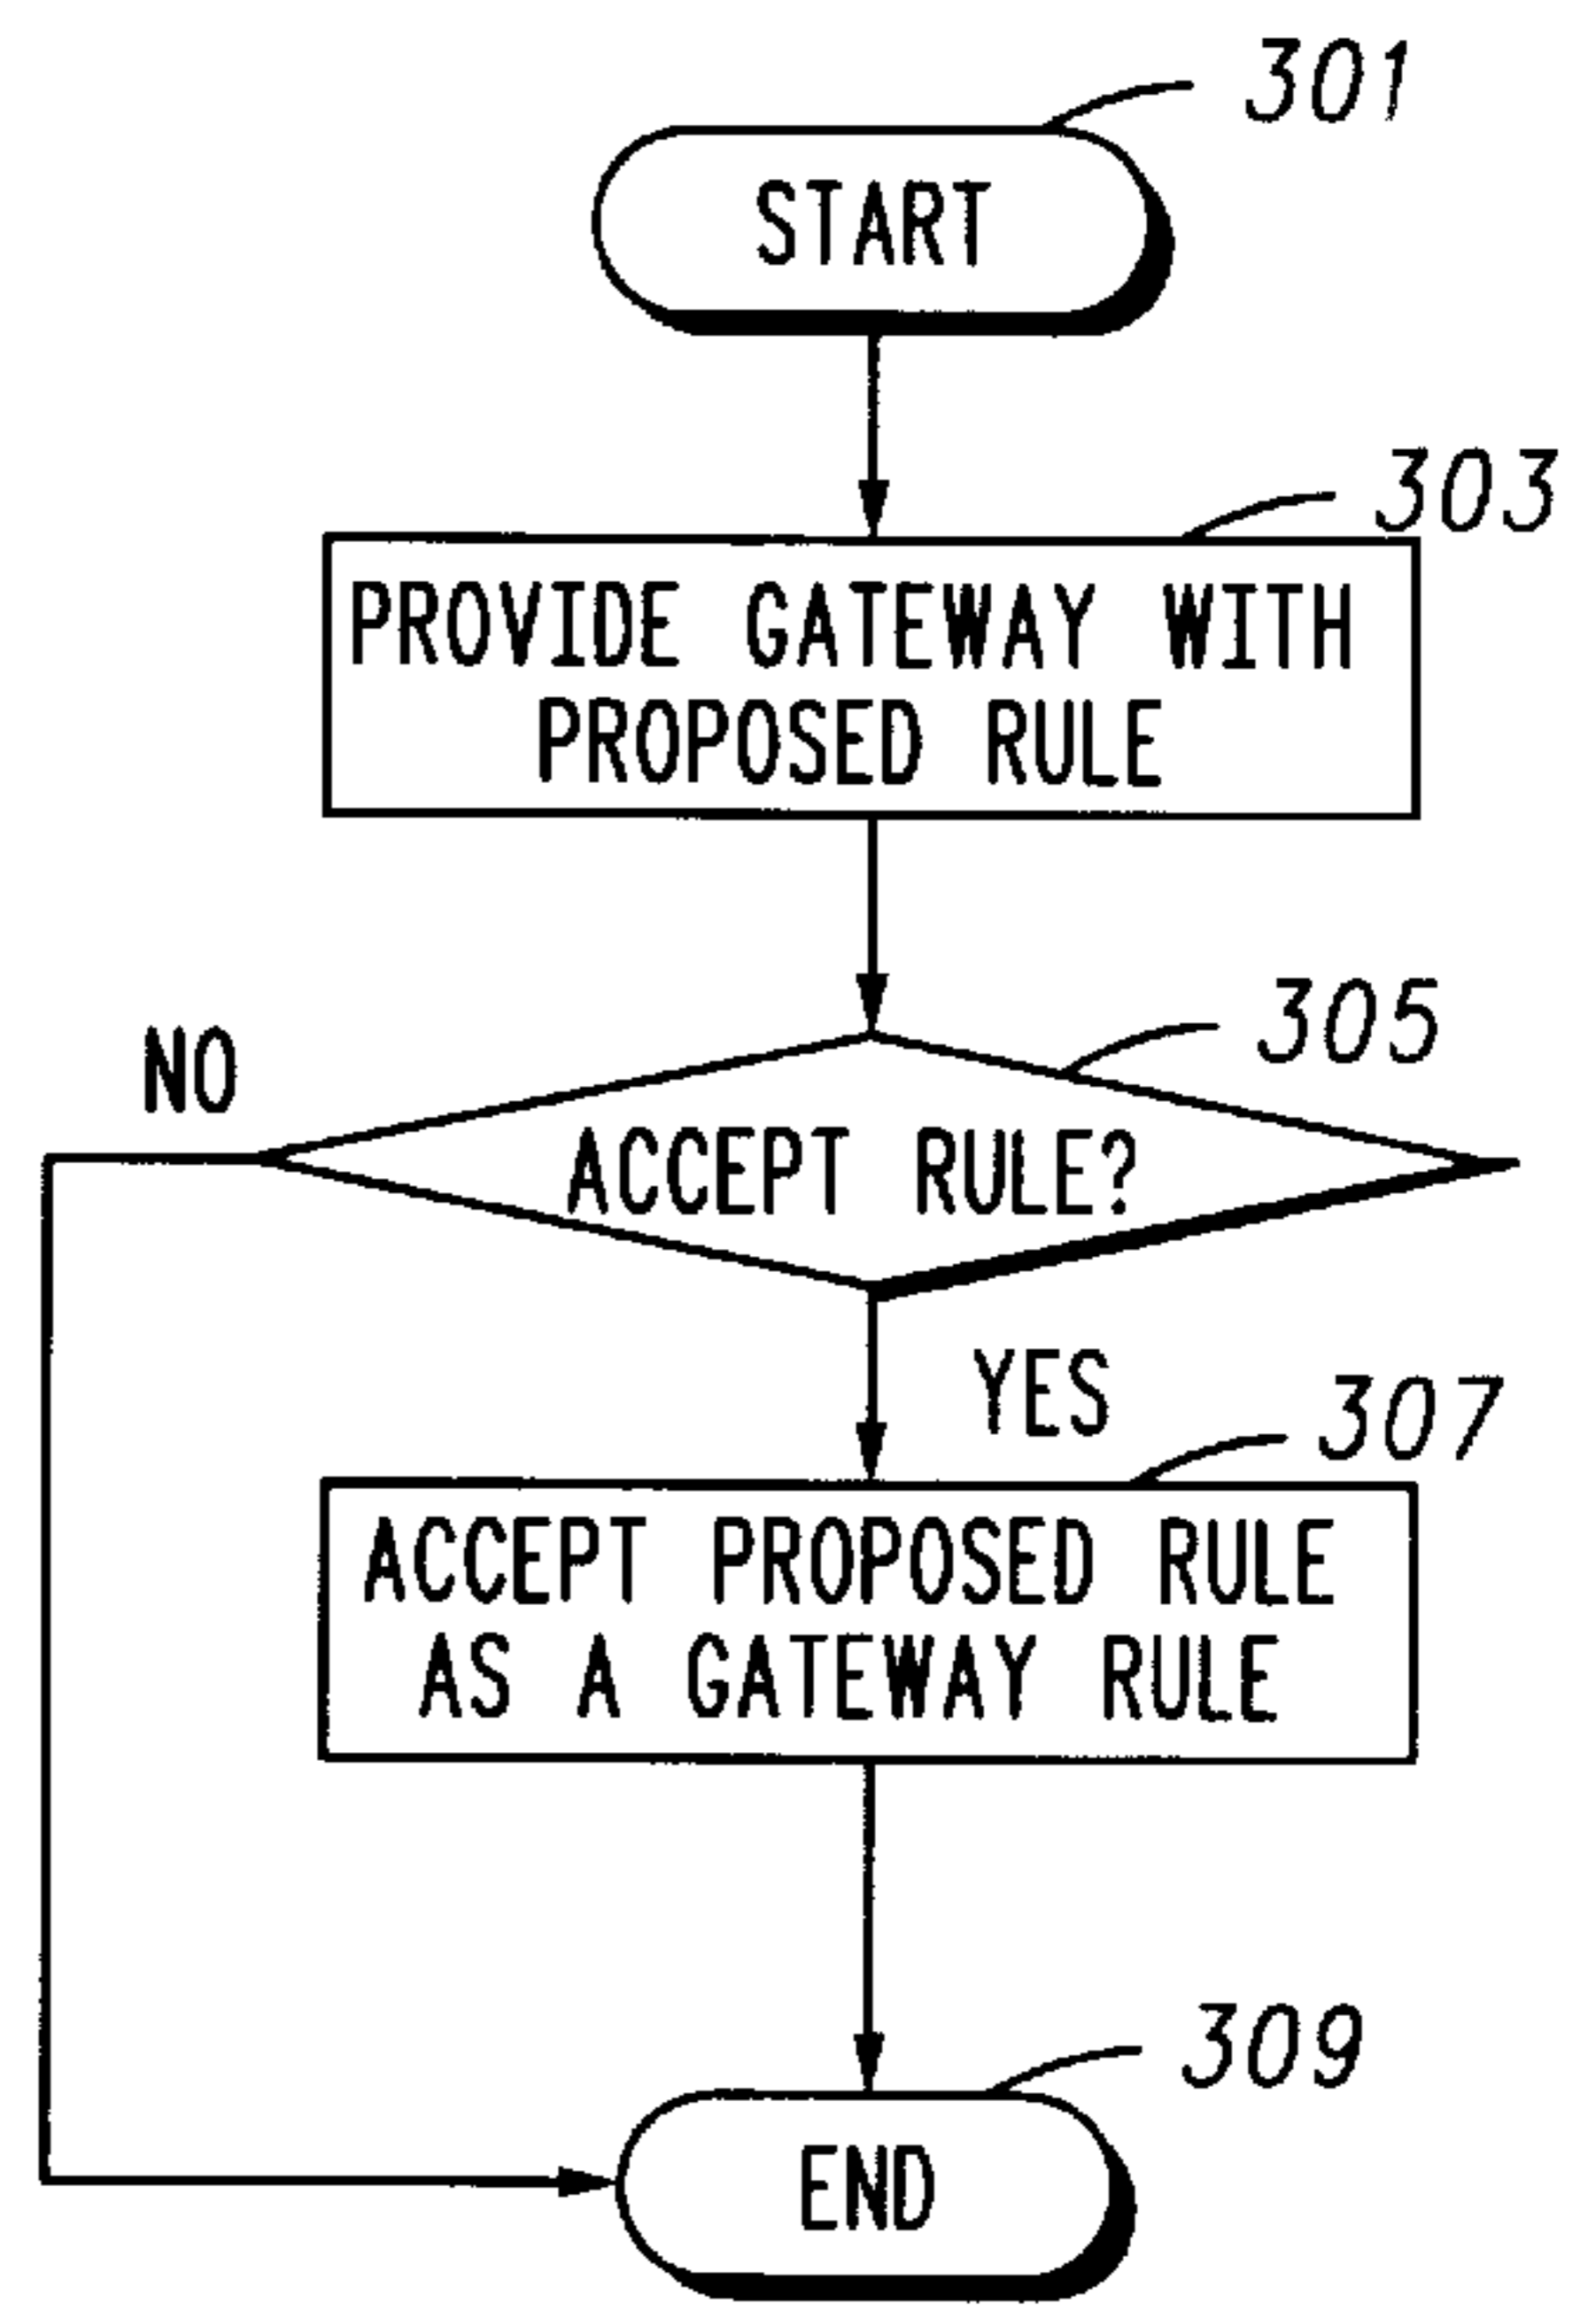 301
START
303
PROVIDE GATEWAY WITH
PROPOSED RULE
305
NO
ACCEPT RULE?
YES
307
ACCEPT PROPOSED RULE
AS A GATEWAY RULE
309
END